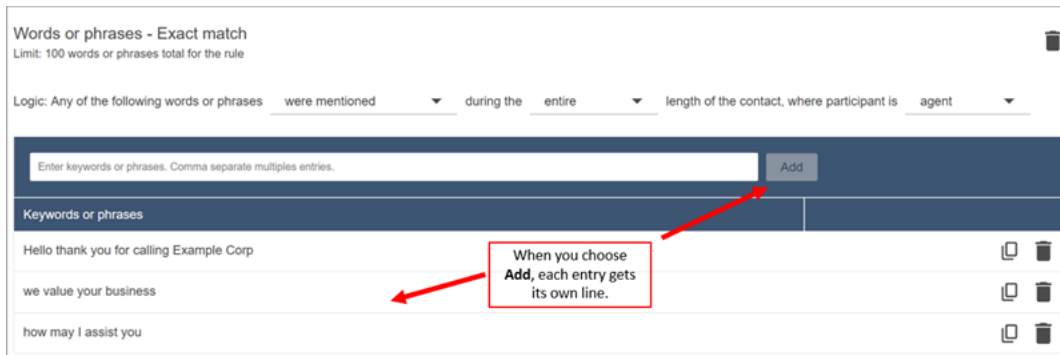 Words or phrases - Exact match
Limit: 100 words or phrases total for the rule
Logic: Any of the following words or phrases were mentioned during the entire length of the contact, where participant is agent
Enter keywords or phrases. Comma separate multiples entries. Add
Keywords or phrases
Hello thank you for calling Example Corp
When you choose
Add, each entry gets
its own line.
we value your business
how may I assist you